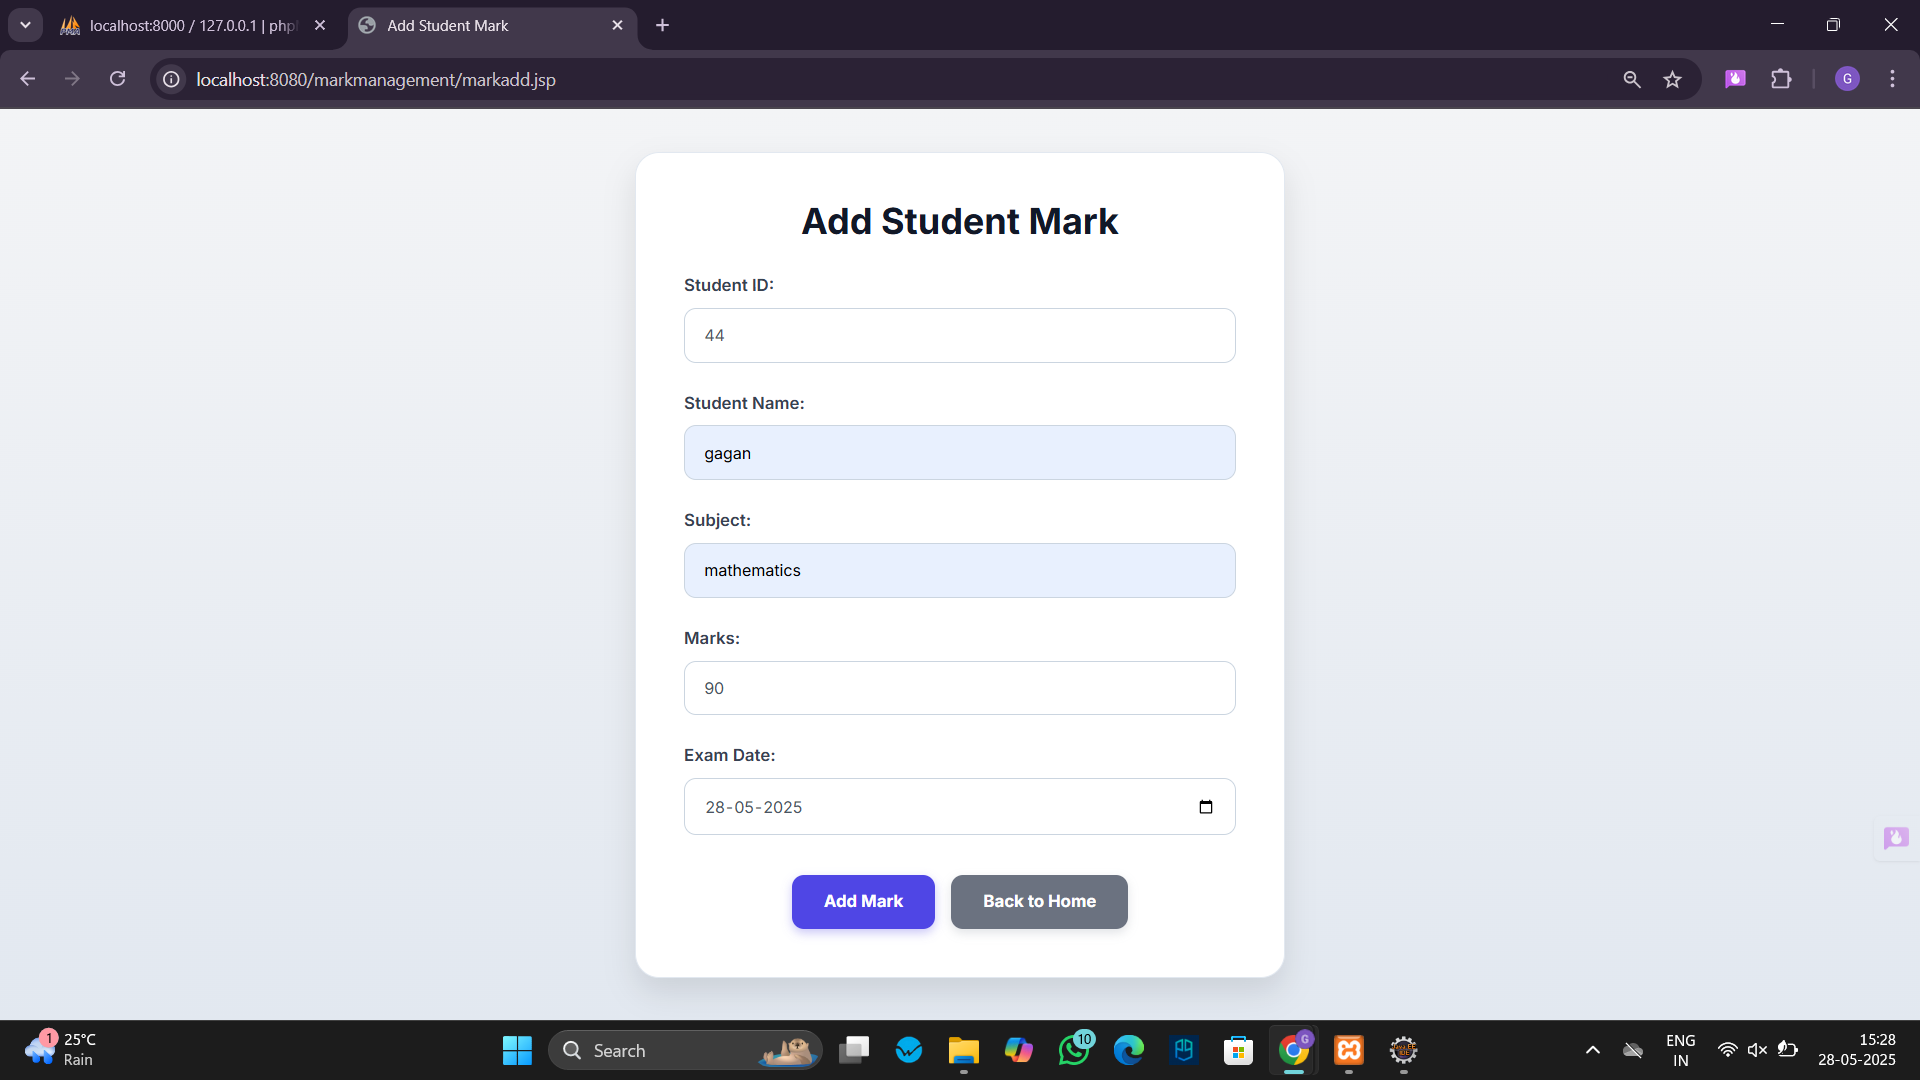 localhost:8000 / 127.0.0.1 | php
Add Student Mark
localhost:8080/markmanagement/markadd.jsp
G
Add Student Mark
Student ID:
44
Student Name:
gagan
Subject:
mathematics
Marks:
90
Exam Date:
28-05-2025
Add Mark
Back to Home
1
25°C
Rain
Search
10
G
ENG
IN
15:28
28-05-2025